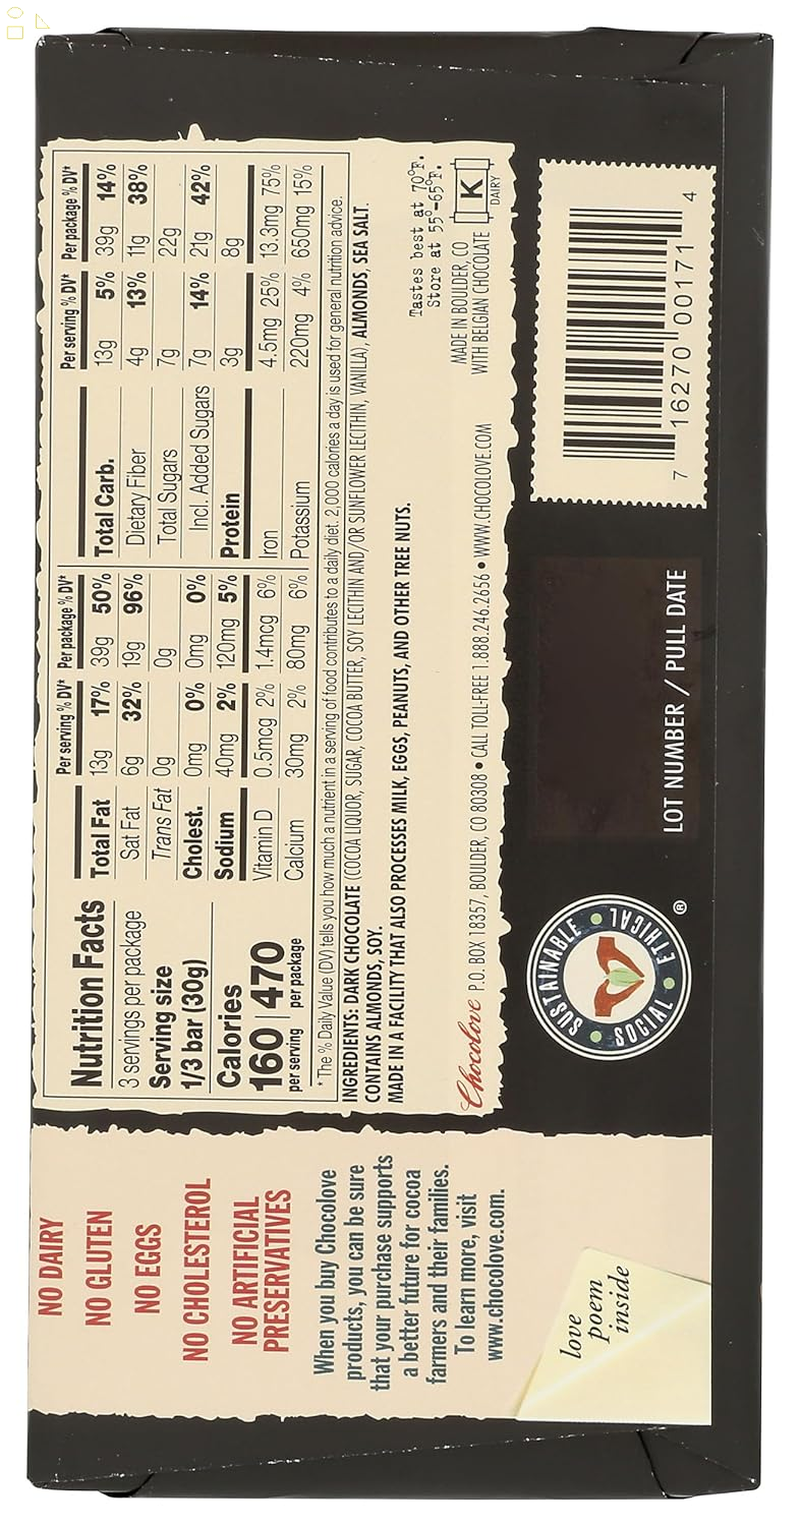 Nutrition Facts
3 servings per package
Serving size
1/3 bar (30g)
Calories
160 | 470
per serving per package
Per serving % DV* Per package % DV*
Total Fat 13g 17% 39g 50%
Sat Fat 6g 32% 19g 96%
Trans Fat 0g 0g
Cholest. 0mg 0% 0mg 0%
Sodium 40mg 2% 120mg 5%
Vitamin D 0.5mcg 2% 1.4mcg 6%
Calcium 30mg 2% 80mg 6%
Per serving % DV* Per package % DV*
Total Carb. 13g 5% 39g 14%
Dietary Fiber 4g 13% 11g 38%
Total Sugars 7g 22g
Incl. Added Sugars 7g 14% 21g 42%
Protein 3g 8g
Iron 4.5mg 25% 13.3mg 75%
Potassium 220mg 4% 650mg 15%
*The % Daily Value (DV) tells you how much a nutrient in a serving of food contributes to a daily diet. 2,000 calories a day is used for general nutrition advice.
INGREDIENTS: DARK CHOCOLATE (COCOA LIQUOR, SUGAR, COCOA BUTTER, SOY LECITHIN AND/OR SUNFLOWER LECITHIN, VANILLA), ALMONDS, SEA SALT.
CONTAINS ALMONDS, SOY.
MADE IN A FACILITY THAT ALSO PROCESSES MILK, EGGS, PEANUTS, AND OTHER TREE NUTS.
Tastes best at 70°F.
Store at 55°-65°F.
MADE IN BOULDER, CO
WITH BELGIAN CHOCOLATE
K
DAIRY
Chocolove P.O. BOX 18357, BOULDER, CO 80308 • CALL TOLL-FREE 1.888.246.2656 • WWW.CHOCOLOVE.COM
SUSTAINABLE • ETHICAL • SOCIAL •
®
LOT NUMBER / PULL DATE
7 16270 00171 4
NO DAIRY
NO GLUTEN
NO EGGS
NO CHOLESTEROL
NO ARTIFICIAL
PRESERVATIVES
When you buy Chocolove
products, you can be sure
that your purchase supports
a better future for cocoa
farmers and their families.
To learn more, visit
www.chocolove.com.
love
poem
inside